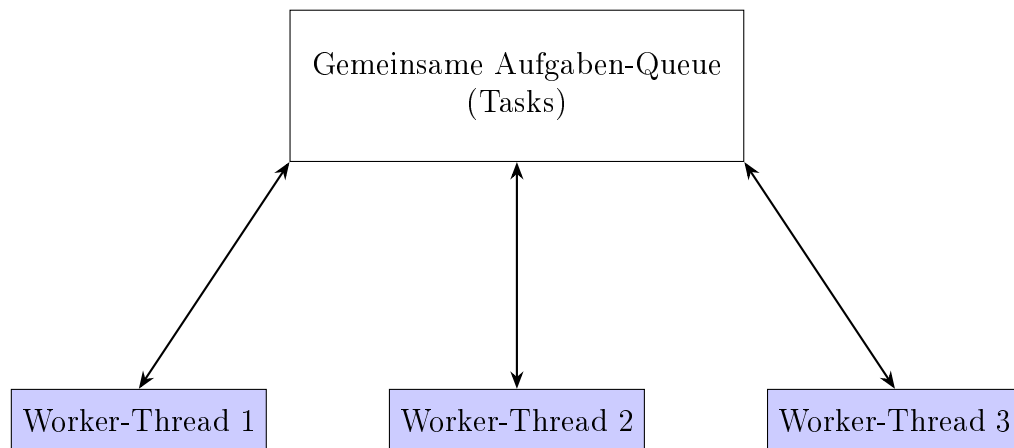 Gemeinsame Aufgaben-Queue
(Tasks)
Worker-Thread 1
Worker-Thread 2
Worker-Thread 3